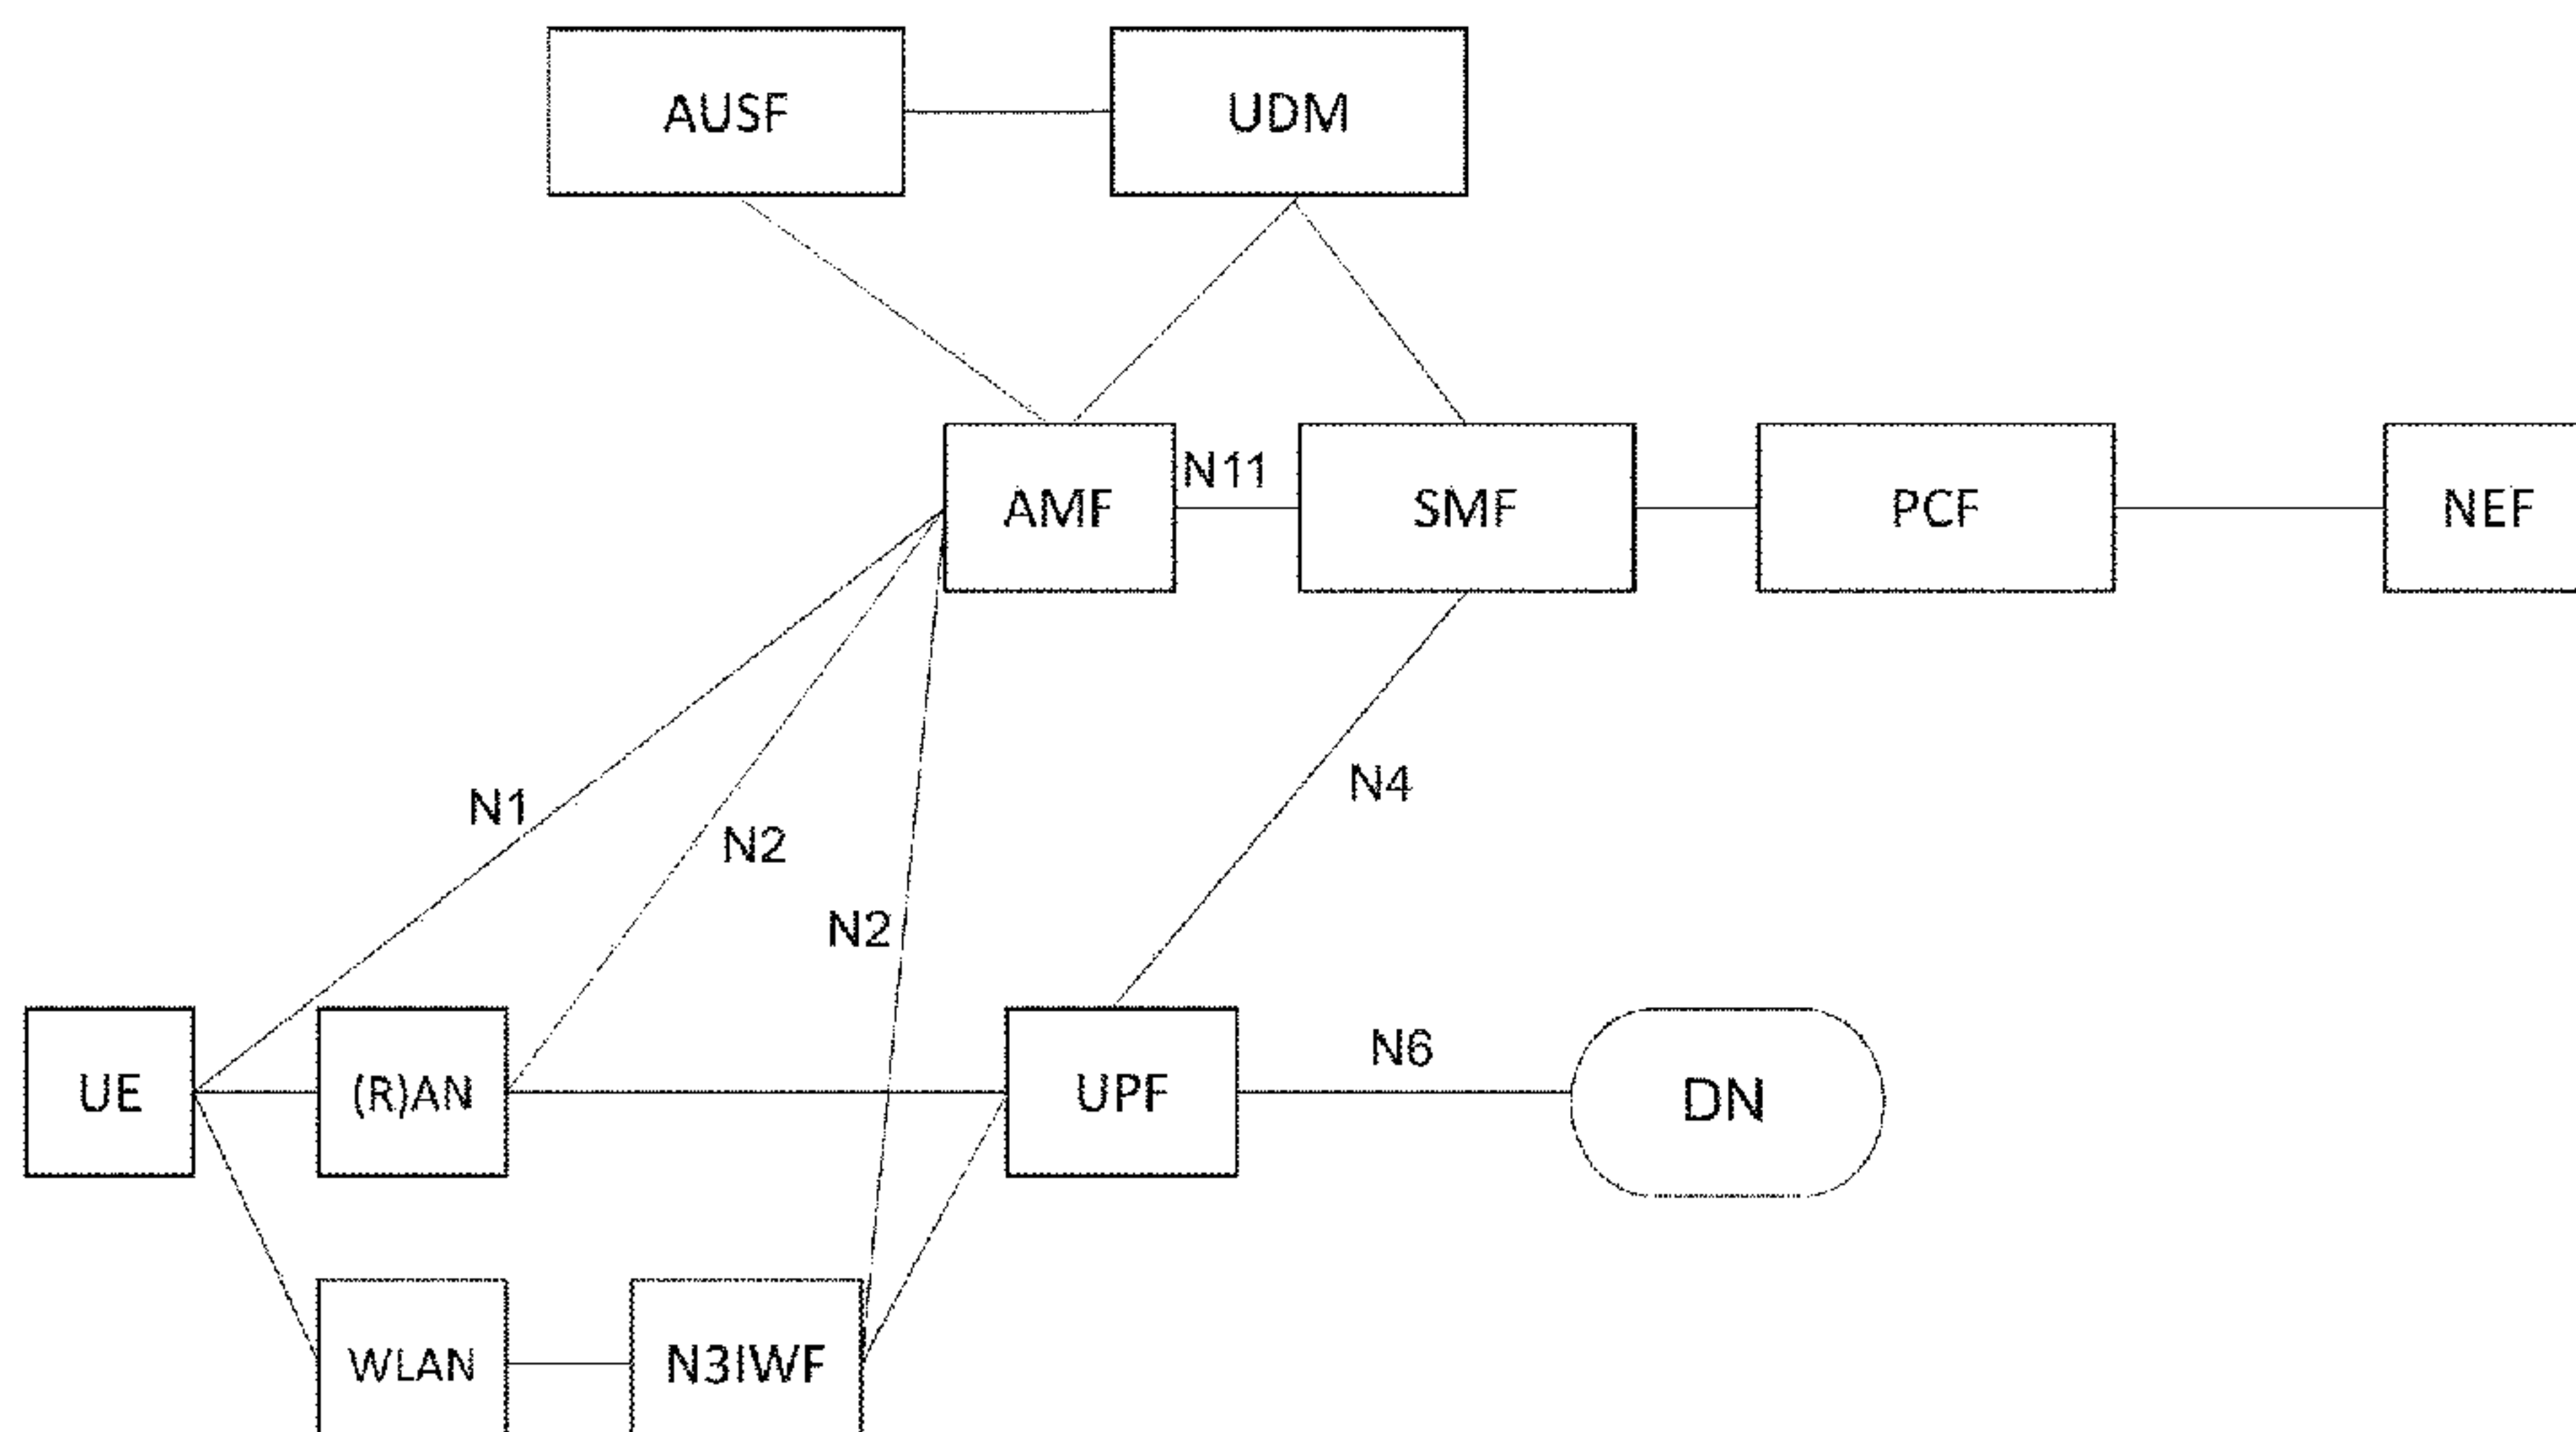 AUSF
UDM
AMF
N11
SMF
PCF
NEF
N1
N2
N4
N2
UE
(R)AN
UPF
N6
DN
WLAN
N3IWF